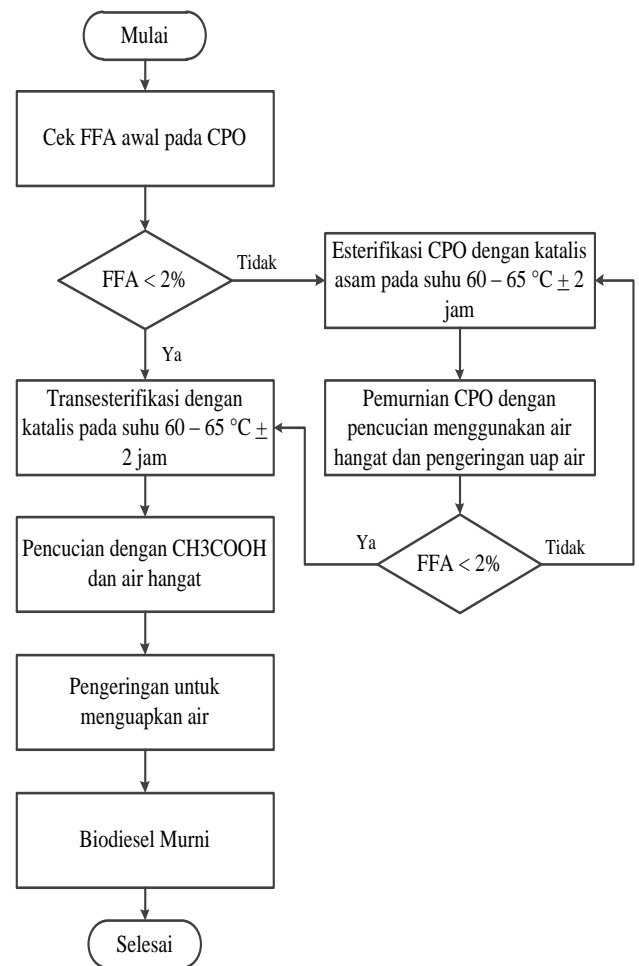 Mulai
Cek FFA awal pada CPO
FFA < 2%
Tidak
Esterifikasi CPO dengan katalis
asam pada suhu 60 – 65 °C ± 2
jam
Ya
Transesterifikasi dengan
katalis pada suhu 60 – 65 °C ±
2 jam
Pemurnian CPO dengan
pencucian menggunakan air
hangat dan pengeringan uap air
FFA < 2%
Ya
Tidak
Pencucian dengan CH3COOH
dan air hangat
Pengeringan untuk
menguapkan air
Biodiesel Murni
Selesai